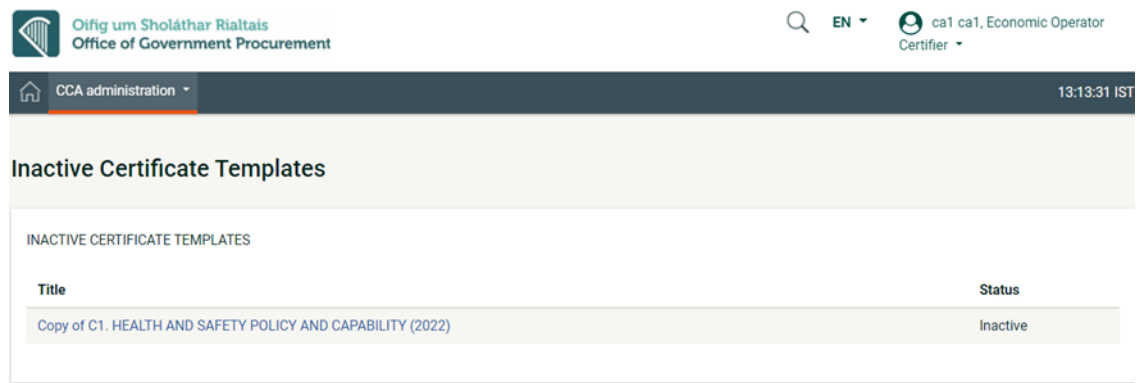 Oifig um Sholáthar Rialtais
Office of Government Procurement
EN
ca1 ca1, Economic Operator
Certifier
CCA administration
13:13:31 IST
Inactive Certificate Templates
INACTIVE CERTIFICATE TEMPLATES
Title Status
Copy of C1. HEALTH AND SAFETY POLICY AND CAPABILITY (2022) Inactive